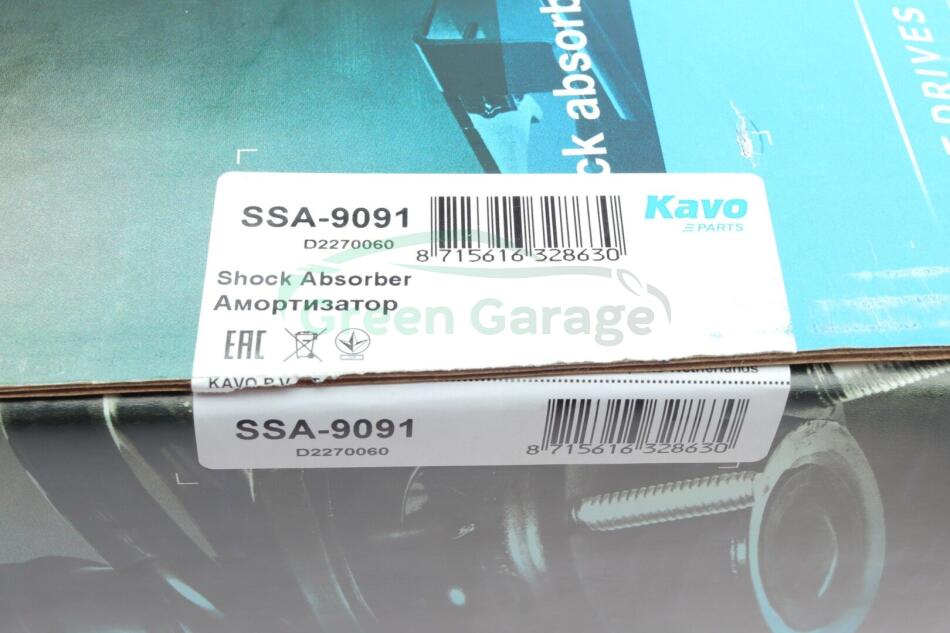 ck absorb
DRIVES
SSA-9091
D2270060
8 715616 328630
Kavo
PARTS
Shock Absorber
Амортизатор
Green Garage
EAC
KAVO B.V.
Netherlands
SSA-9091
D2270060
8 715616 328630